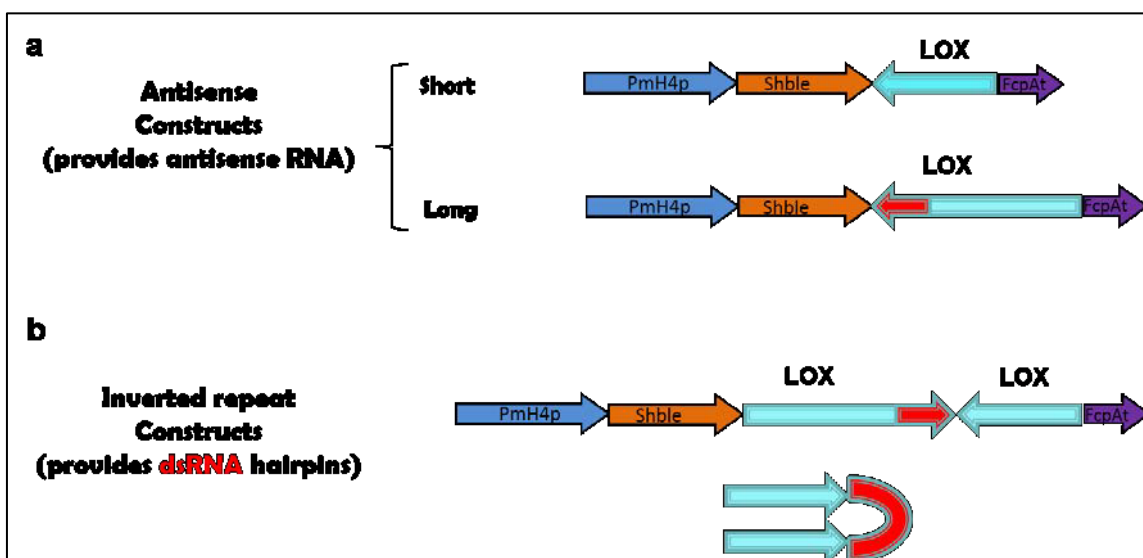 a
Antisense
Constructs
(provides antisense RNA)
Short
LOX
PmH4p Shble FcpAt
Long
LOX
PmH4p Shble FcpAt
b
Inverted repeat
Constructs
(provides dsRNA hairpins)
LOX LOX
PmH4p Shble FcpAt